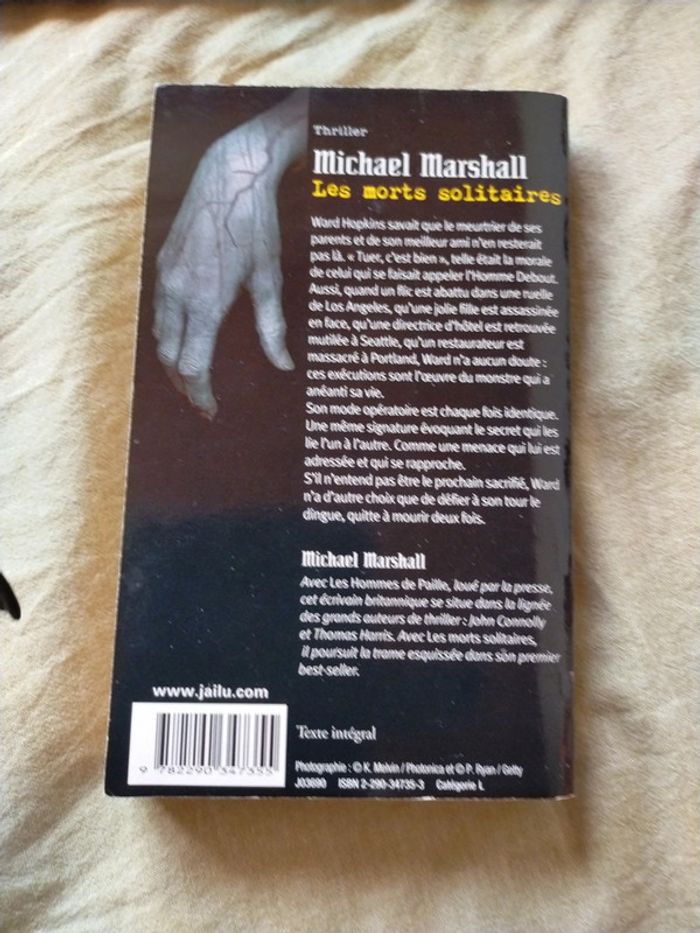 Thriller
Michael Marshall
Les morts solitaires
Ward Hopkins savait que le meurtrier de ses
parents et de son meilleur ami n'en resterait
pas là. « Tuer, c'est bien », telle était la morale
de celui qui se faisait appeler l'Homme Debout.
Aussi, quand un flic est abattu dans une ruelle
de Los Angeles, qu'une jolie fille est assassinée
en face, qu'une directrice d'hôtel est retrouvée
mutilée à Seattle, qu'un restaurateur est
massacré à Portland, Ward n'a aucun doute :
ces exécutions sont l'œuvre du monstre qui a
anéanti sa vie.
Son mode opératoire est chaque fois identique.
Une même signature évoquant le secret qui les
lie l'un à l'autre. Comme une menace qui lui est
adressée et qui se rapproche.
S'il n'entend pas être le prochain sacrifié, Ward
n'a d'autre choix que de défier à son tour le
dingue, quitte à mourir deux fois.
Michael Marshall
Avec Les Hommes de Paille, loué par la presse,
cet écrivain britannique se situe dans la lignée
des grands auteurs de thriller : John Connolly
et Thomas Harris. Avec Les morts solitaires,
il poursuit la trame esquissée dans son premier
best-seller.
www.jailu.com
Texte intégral
9 782290 347355
Photographie : © K. Melvin / Photonica et © P. Ryan / Getty
J03690 ISBN 2-290-34735-3 Catégorie L